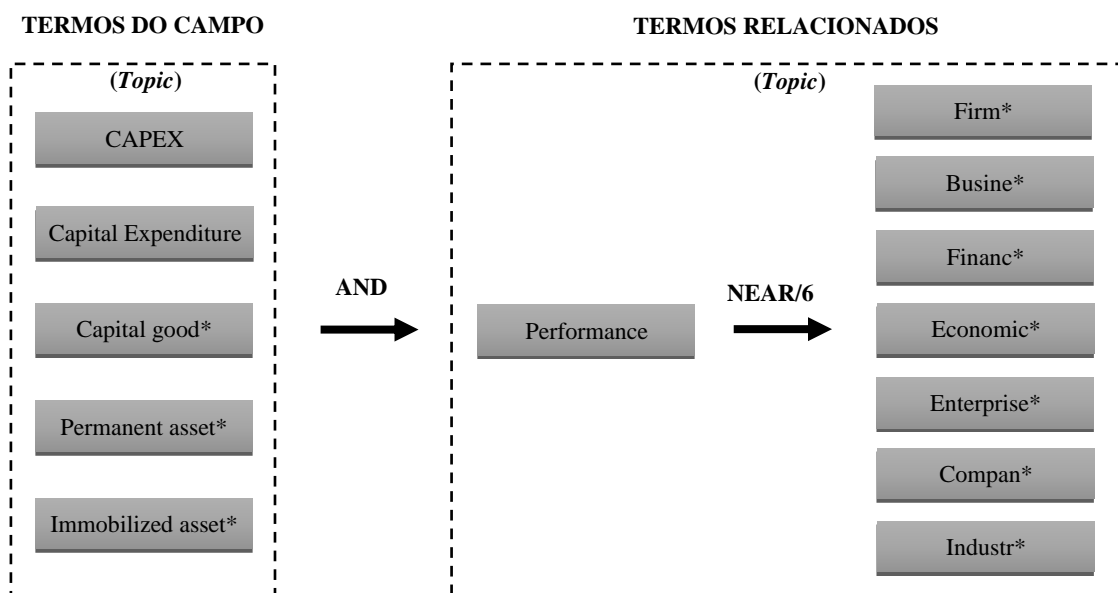 TERMOS DO CAMPO
(Topic)
CAPEX
Capital Expenditure
Capital good*
Permanent asset*
Immobilized asset*
AND
TERMOS RELACIONADOS
(Topic)
Performance
NEAR/6
Firm*
Busine*
Financ*
Economic*
Enterprise*
Compan*
Industr*